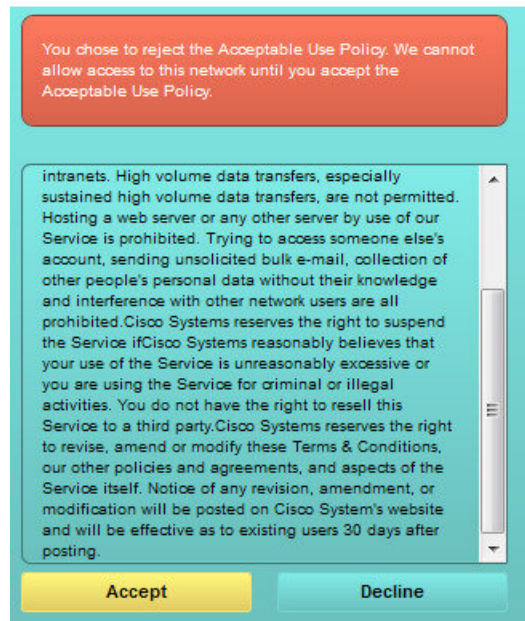 You chose to reject the Acceptable Use Policy. We cannot
allow access to this network until you accept the
Acceptable Use Policy.
intranets. High volume data transfers, especially
sustained high volume data transfers, are not permitted.
Hosting a web server or any other server by use of our
Service is prohibited. Trying to access someone else's
account, sending unsolicited bulk e-mail, collection of
other people's personal data without their knowledge
and interference with other network users are all
prohibited.Cisco Systems reserves the right to suspend
the Service ifCisco Systems reasonably believes that
your use of the Service is unreasonably excessive or
you are using the Service for criminal or illegal
activities. You do not have the right to resell this
Service to a third party.Cisco Systems reserves the right
to revise, amend or modify these Terms & Conditions,
our other policies and agreements, and aspects of the
Service itself. Notice of any revision, amendment, or
modification will be posted on Cisco System's website
and will be effective as to existing users 30 days after
posting.
Accept
Decline